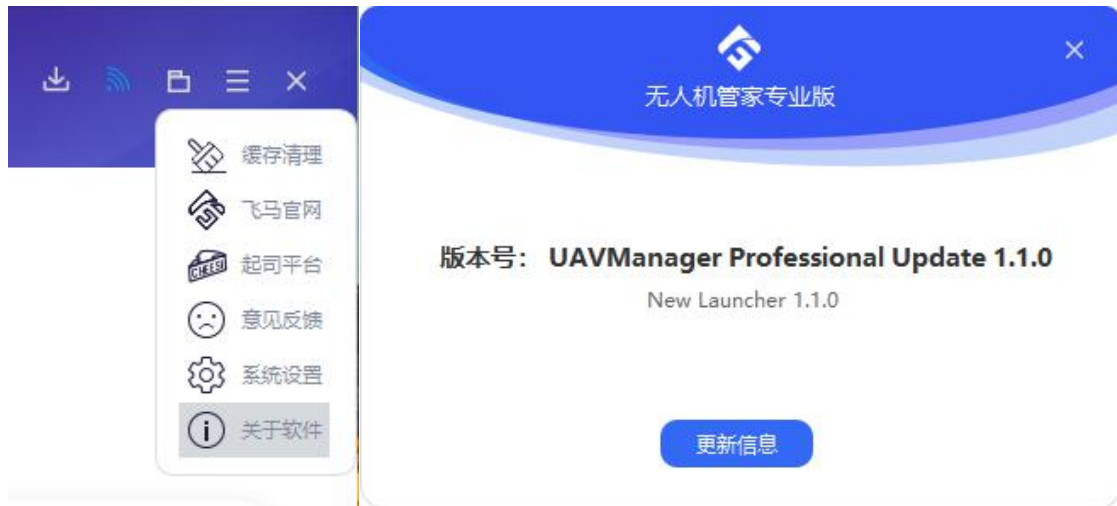 缓存清理
飞马官网
CHEESI
起司平台
意见反馈
系统设置
关于软件
无人机管家专业版
版本号： UAVManager Professional Update 1.1.0
New Launcher 1.1.0
更新信息